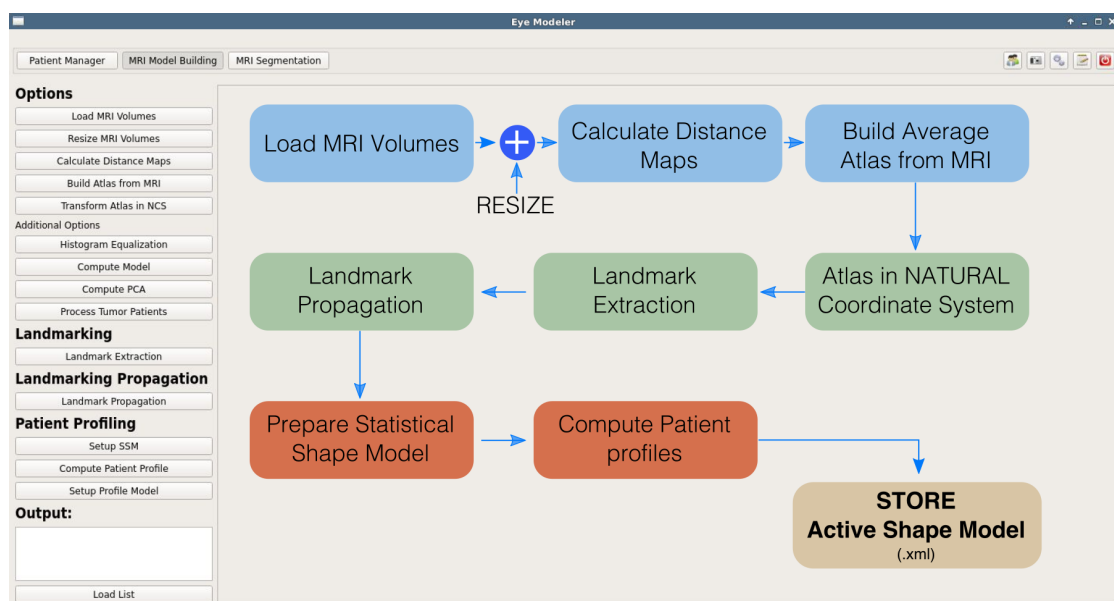 Eye Modeler
Patient Manager
MRI Model Building
MRI Segmentation
Options
Load MRI Volumes
Resize MRI Volumes
Calculate Distance Maps
Build Atlas from MRI
Transform Atlas in NCS
Additional Options
Histogram Equalization
Compute Model
Compute PCA
Process Tumor Patients
Landmarking
Landmark Extraction
Landmarking Propagation
Landmark Propagation
Patient Profiling
Setup SSM
Compute Patient Profile
Setup Profile Model
Output:
Load List
Load MRI Volumes
RESIZE
Calculate Distance
Maps
Build Average
Atlas from MRI
Atlas in NATURAL
Coordinate System
Landmark
Extraction
Landmark
Propagation
Prepare Statistical
Shape Model
Compute Patient
profiles
STORE
Active Shape Model
(.xml)